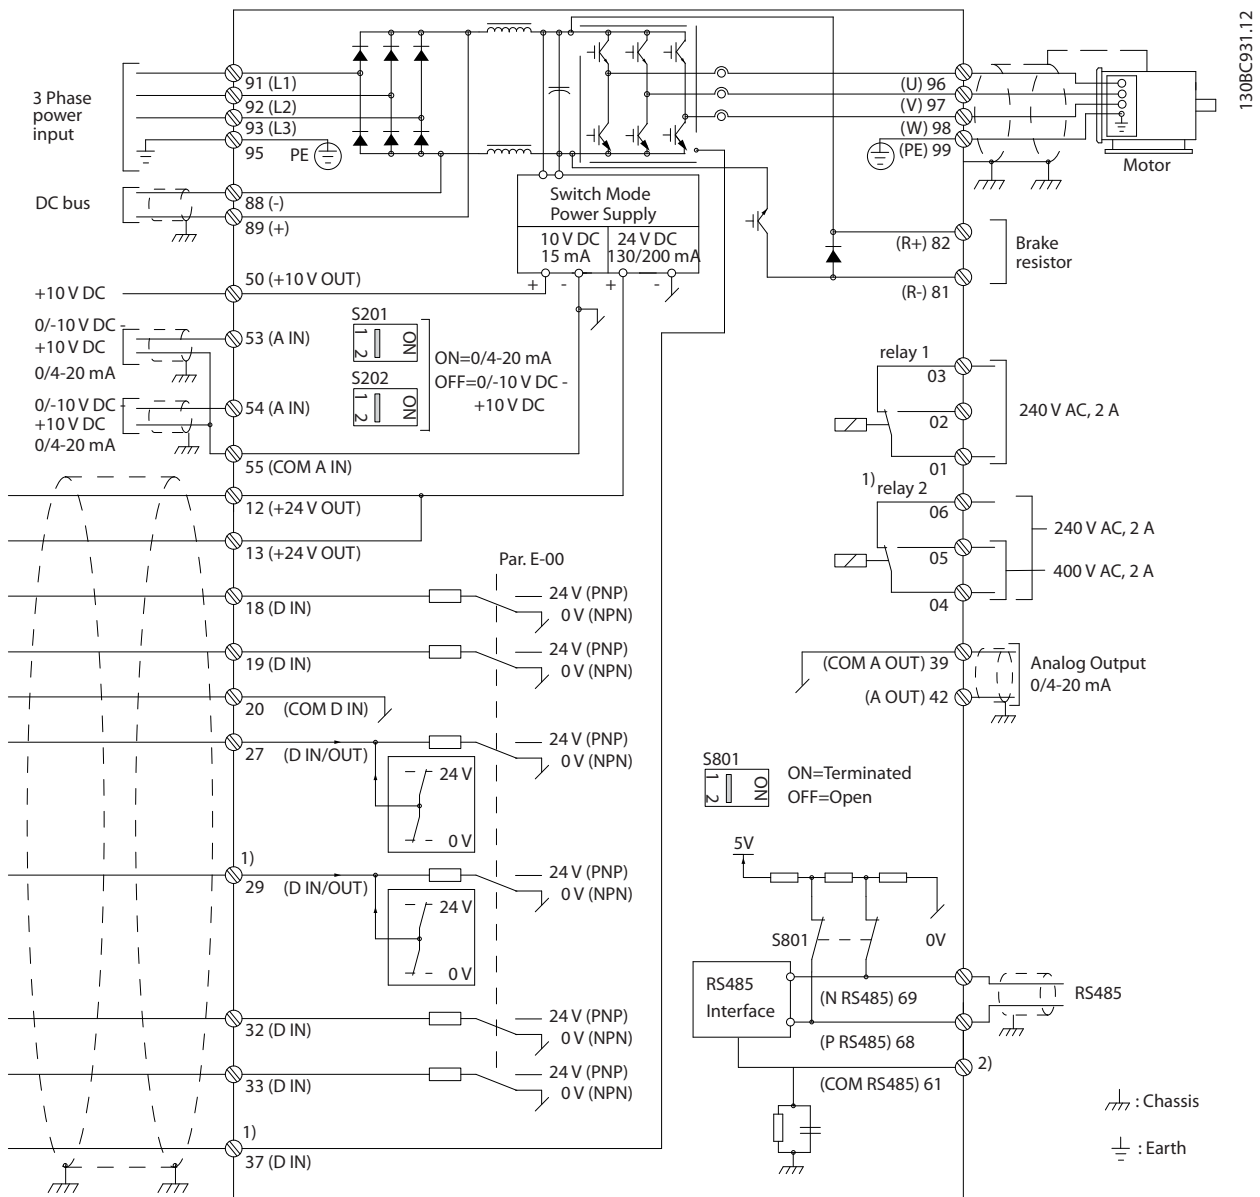 130BC931.12
3 Phase
power
input
91 (L1)
92 (L2)
93 (L3)
95
PE
DC bus
88 (-)
89 (+)
Switch Mode
Power Supply
10 V DC
15 mA
24 V DC
130/200 mA
+ - + -
(U) 96
(V) 97
(W) 98
(PE) 99
Motor
(R+) 82
(R-) 81
Brake
resistor
+10 V DC
50 (+10 V OUT)
0/-10 V DC -
+10 V DC
0/4-20 mA
53 (A IN)
0/-10 V DC -
+10 V DC
0/4-20 mA
54 (A IN)
55 (COM A IN)
S201
1 2
ON
S202
1 2
ON
ON=0/4-20 mA
OFF=0/-10 V DC -
+10 V DC
relay 1
03
02
01
240 V AC, 2 A
1)
relay 2
06
05
04
240 V AC, 2 A
400 V AC, 2 A
12 (+24 V OUT)
13 (+24 V OUT)
Par. E-00
18 (D IN)
24 V (PNP)
0 V (NPN)
19 (D IN)
24 V (PNP)
0 V (NPN)
20 (COM D IN)
27 (D IN/OUT)
24 V (PNP)
0 V (NPN)
24 V
0 V
1)
29 (D IN/OUT)
24 V (PNP)
0 V (NPN)
24 V
0 V
32 (D IN)
24 V (PNP)
0 V (NPN)
33 (D IN)
24 V (PNP)
0 V (NPN)
1)
37 (D IN)
(COM A OUT) 39
(A OUT) 42
Analog Output
0/4-20 mA
S801
1 2
ON
ON=Terminated
OFF=Open
5V
S801
0V
RS485
Interface
(N RS485) 69
(P RS485) 68
(COM RS485) 61
RS485
2)
: Chassis
: Earth